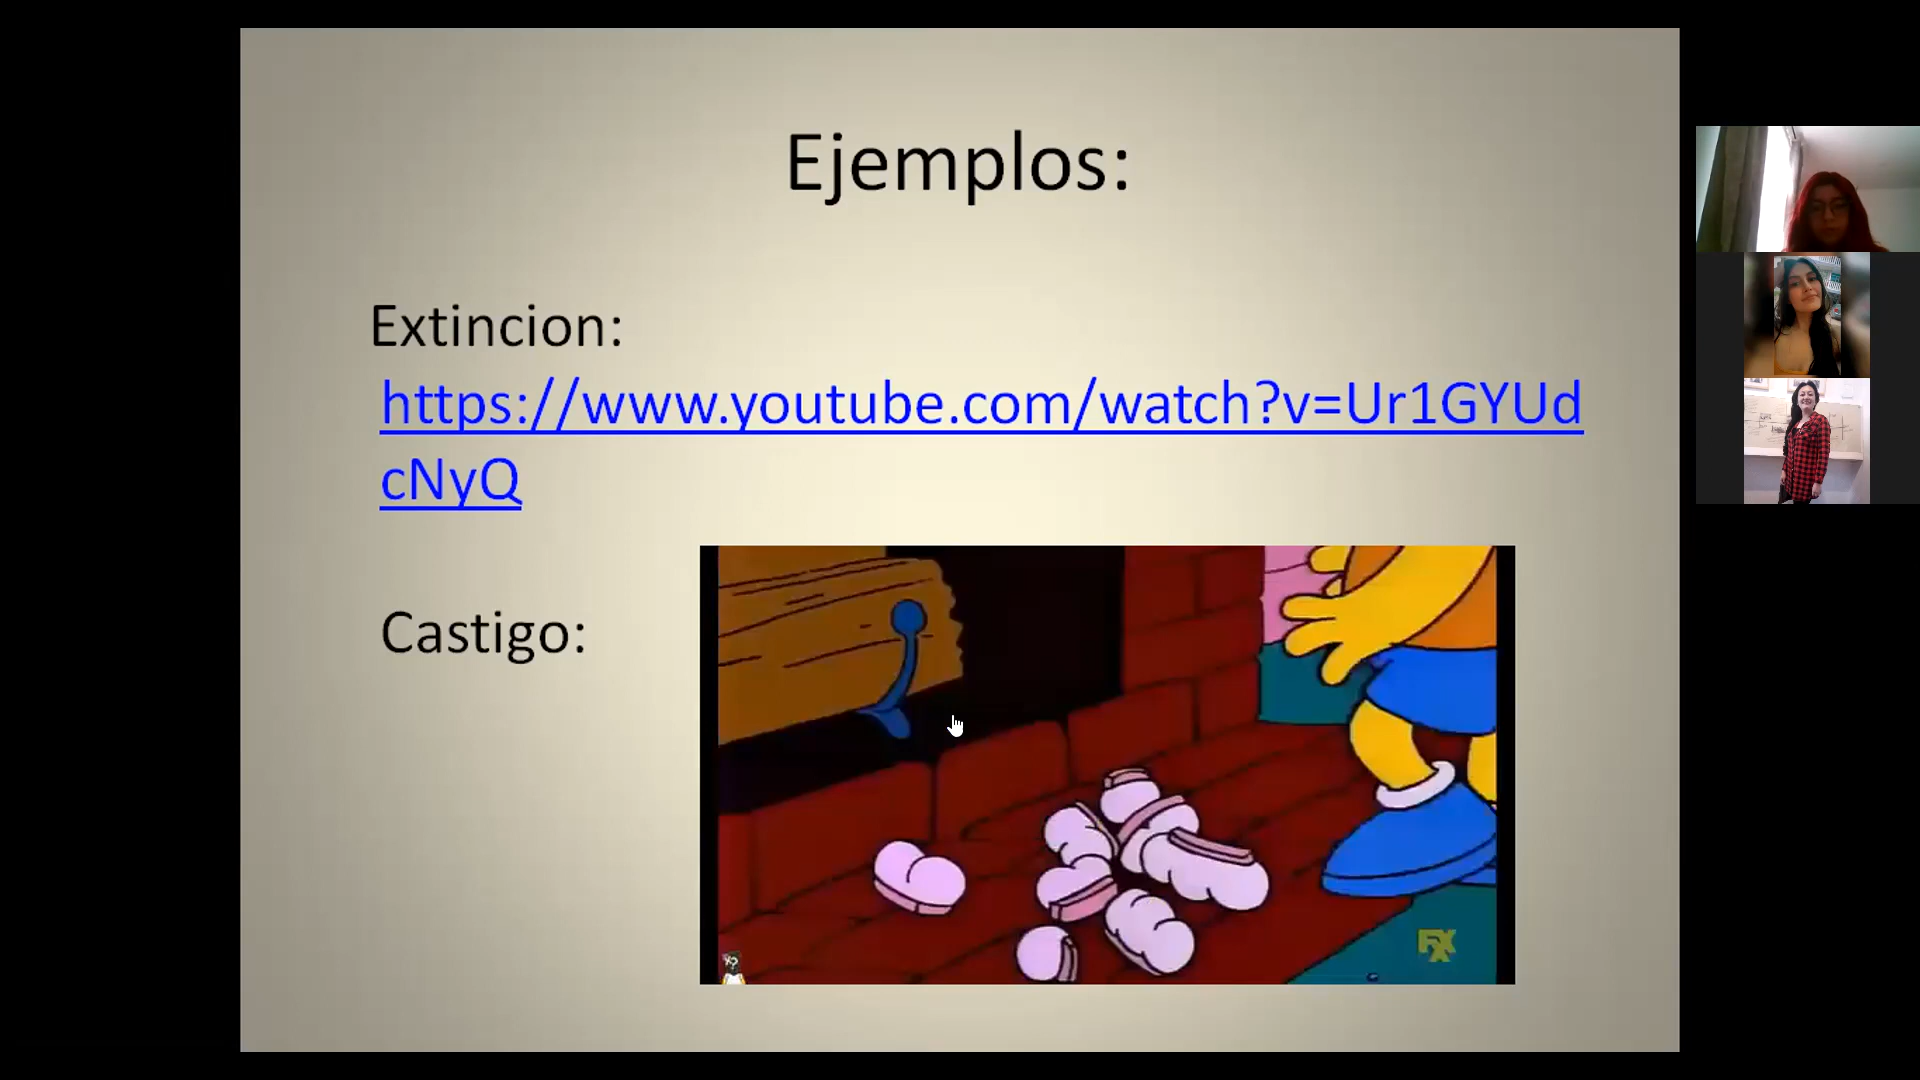 Ejemplos:
Extincion:
https://www.youtube.com/watch?v=Ur1GYUd
cNyQ
Castigo:
FX